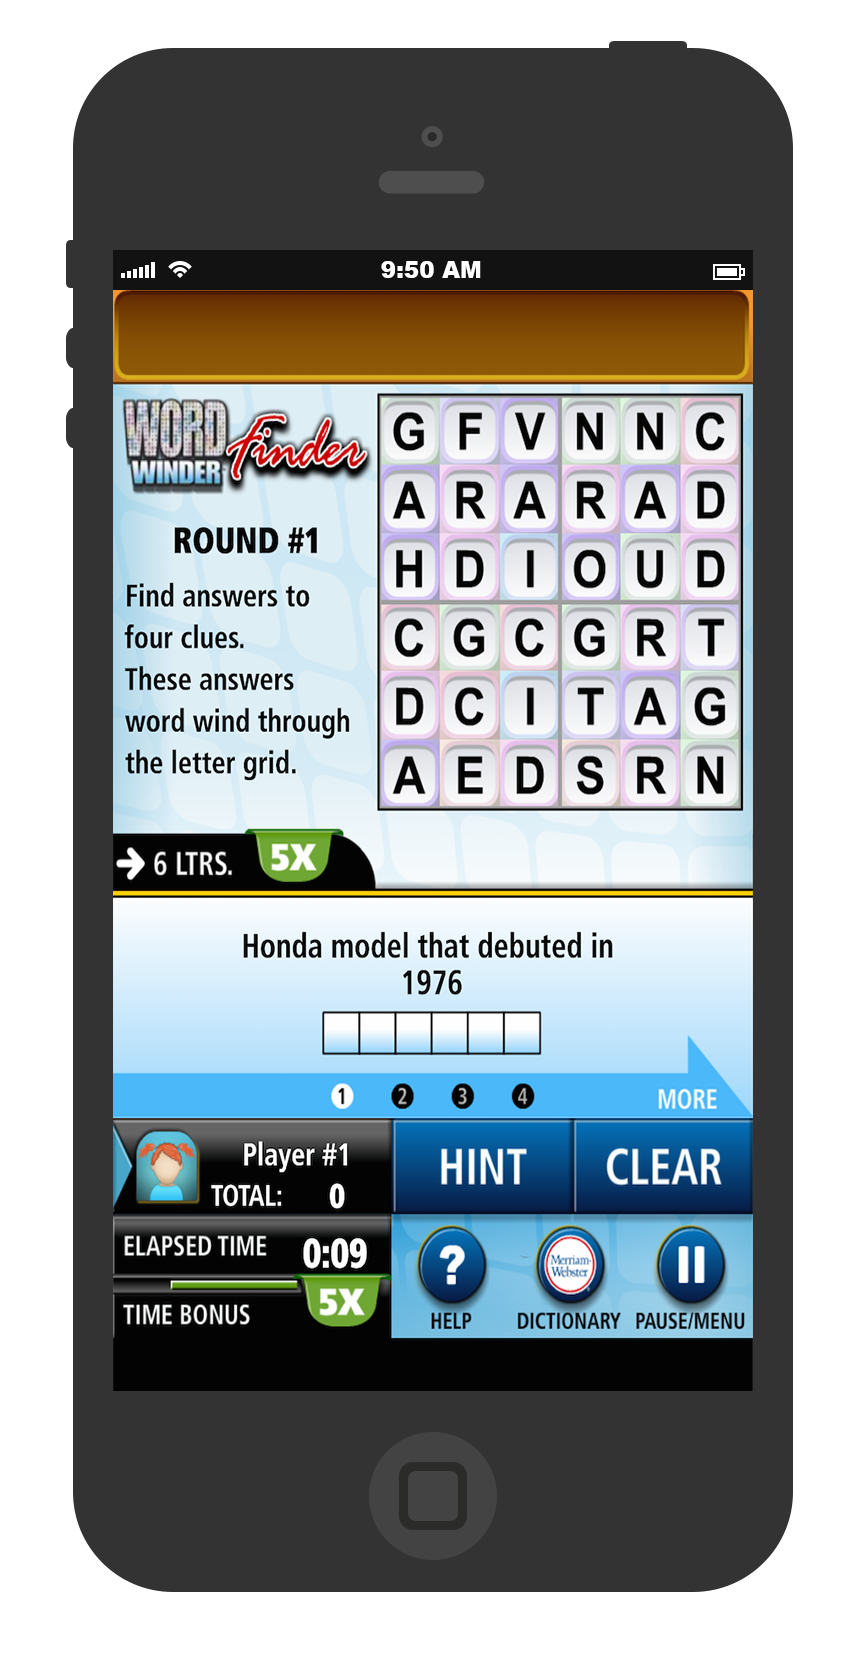 9:50 AM
WORD
WINDER
Finder
ROUND #1
Find answers to
four clues.
These answers
word wind through
the letter grid.
G F V N N C
A R A R A D
H D I O U D
C G C G R T
D C I T A G
A E D S R N
6 LTRS. 5X
Honda model that debuted in
1976
1 2 3 4 MORE
Player #1
TOTAL: 0
HINT CLEAR
ELAPSED TIME 0:09
TIME BONUS 5X
?
Merriam-
Webster
HELP DICTIONARY PAUSE/MENU